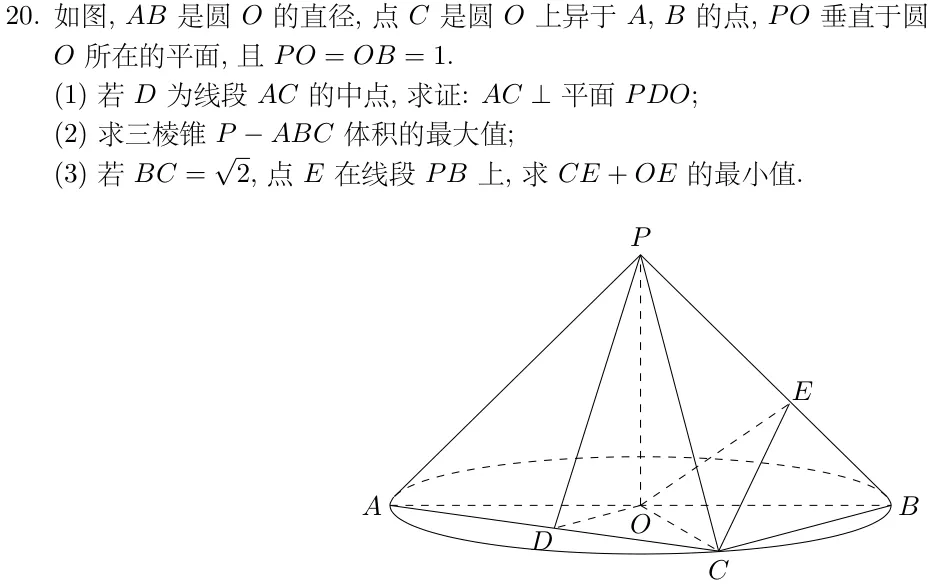 20. 如图, AB 是圆 O 的直径, 点 C 是圆 O 上异于 A, B 的点, PO 垂直于圆
O 所在的平面, 且 PO = OB = 1.
(1) 若 D 为线段 AC 的中点, 求证: AC ⊥ 平面 PDO;
(2) 求三棱锥 P − ABC 体积的最大值;
(3) 若 BC = √2, 点 E 在线段 PB 上, 求 CE + OE 的最小值.
P
E
A
O
B
D
C